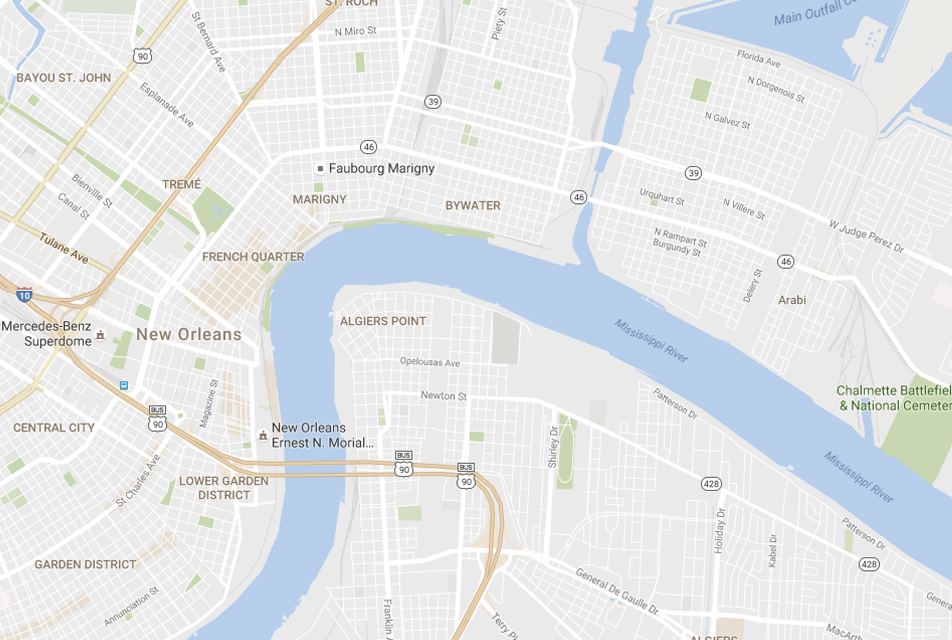 ST. ROCH
Main Outfall C
N Miro St
Piety St
St Bernard Ave
90
Florida Ave
BAYOU ST. JOHN
N Dorgenois St
Esplanade Ave
39
N Galvez St
46
Faubourg Marigny
39
TREMÉ
Bienville St
Canal St
MARIGNY
BYWATER
46
Urquhart St
N Villere St
W Judge Perez Dr
Tulane Ave
N Rampart St
Burgundy St
FRENCH QUARTER
46
Delery St
10
Arabi
Mercedes-Benz
Superdome
New Orleans
ALGIERS POINT
Mississippi River
Opelousas Ave
Magazine St
Newton St
Patterson Dr
Chalmette Battlefiel
& National Cemeter
BUS
90
CENTRAL CITY
New Orleans
Ernest N. Morial...
Shirley Dr
BUS
90
BUS
90
Mississippi River
St Charles Ave
LOWER GARDEN
DISTRICT
428
Holiday Dr
Kabel Dr
Patterson Dr
GARDEN DISTRICT
428
General De Gaulle Dr
Genera
Annunciation St
Franklin A
Terry P
MacArth
ALGIERS